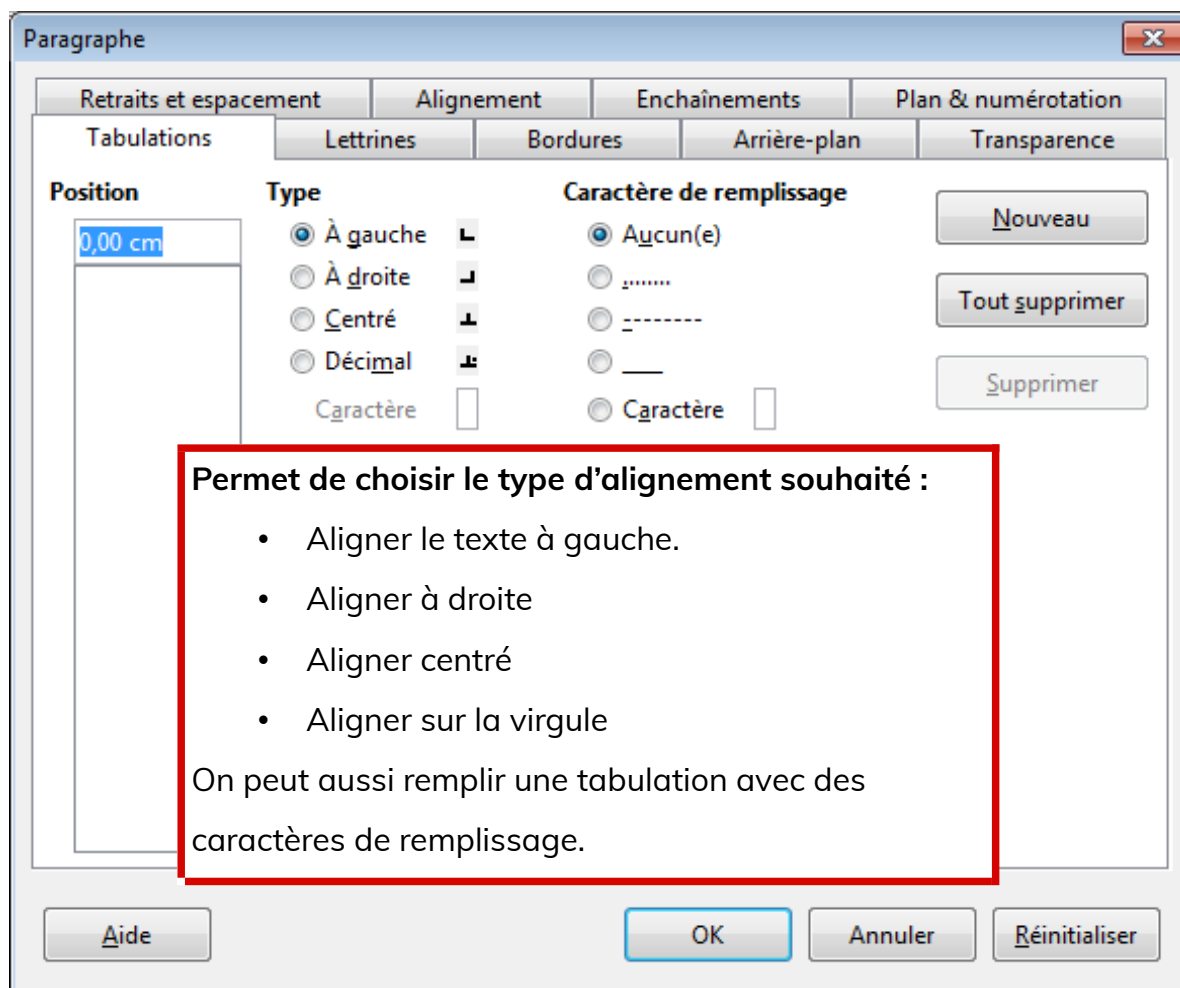 Paragraphe
Retraits et espacement Alignement Enchaînements Plan & numérotation
Tabulations Lettrines Bordures Arrière-plan Transparence
Position Type Caractère de remplissage
Nouveau
0,00 cm À gauche Aucun(e)
À droite ........
Tout supprimer
Centré --------
Décimal ___
Supprimer
Caractère Caractère
Permet de choisir le type d’alignement souhaité :
• Aligner le texte à gauche.
• Aligner à droite
• Aligner centré
• Aligner sur la virgule
On peut aussi remplir une tabulation avec des
caractères de remplissage.
Aide OK Annuler Réinitialiser